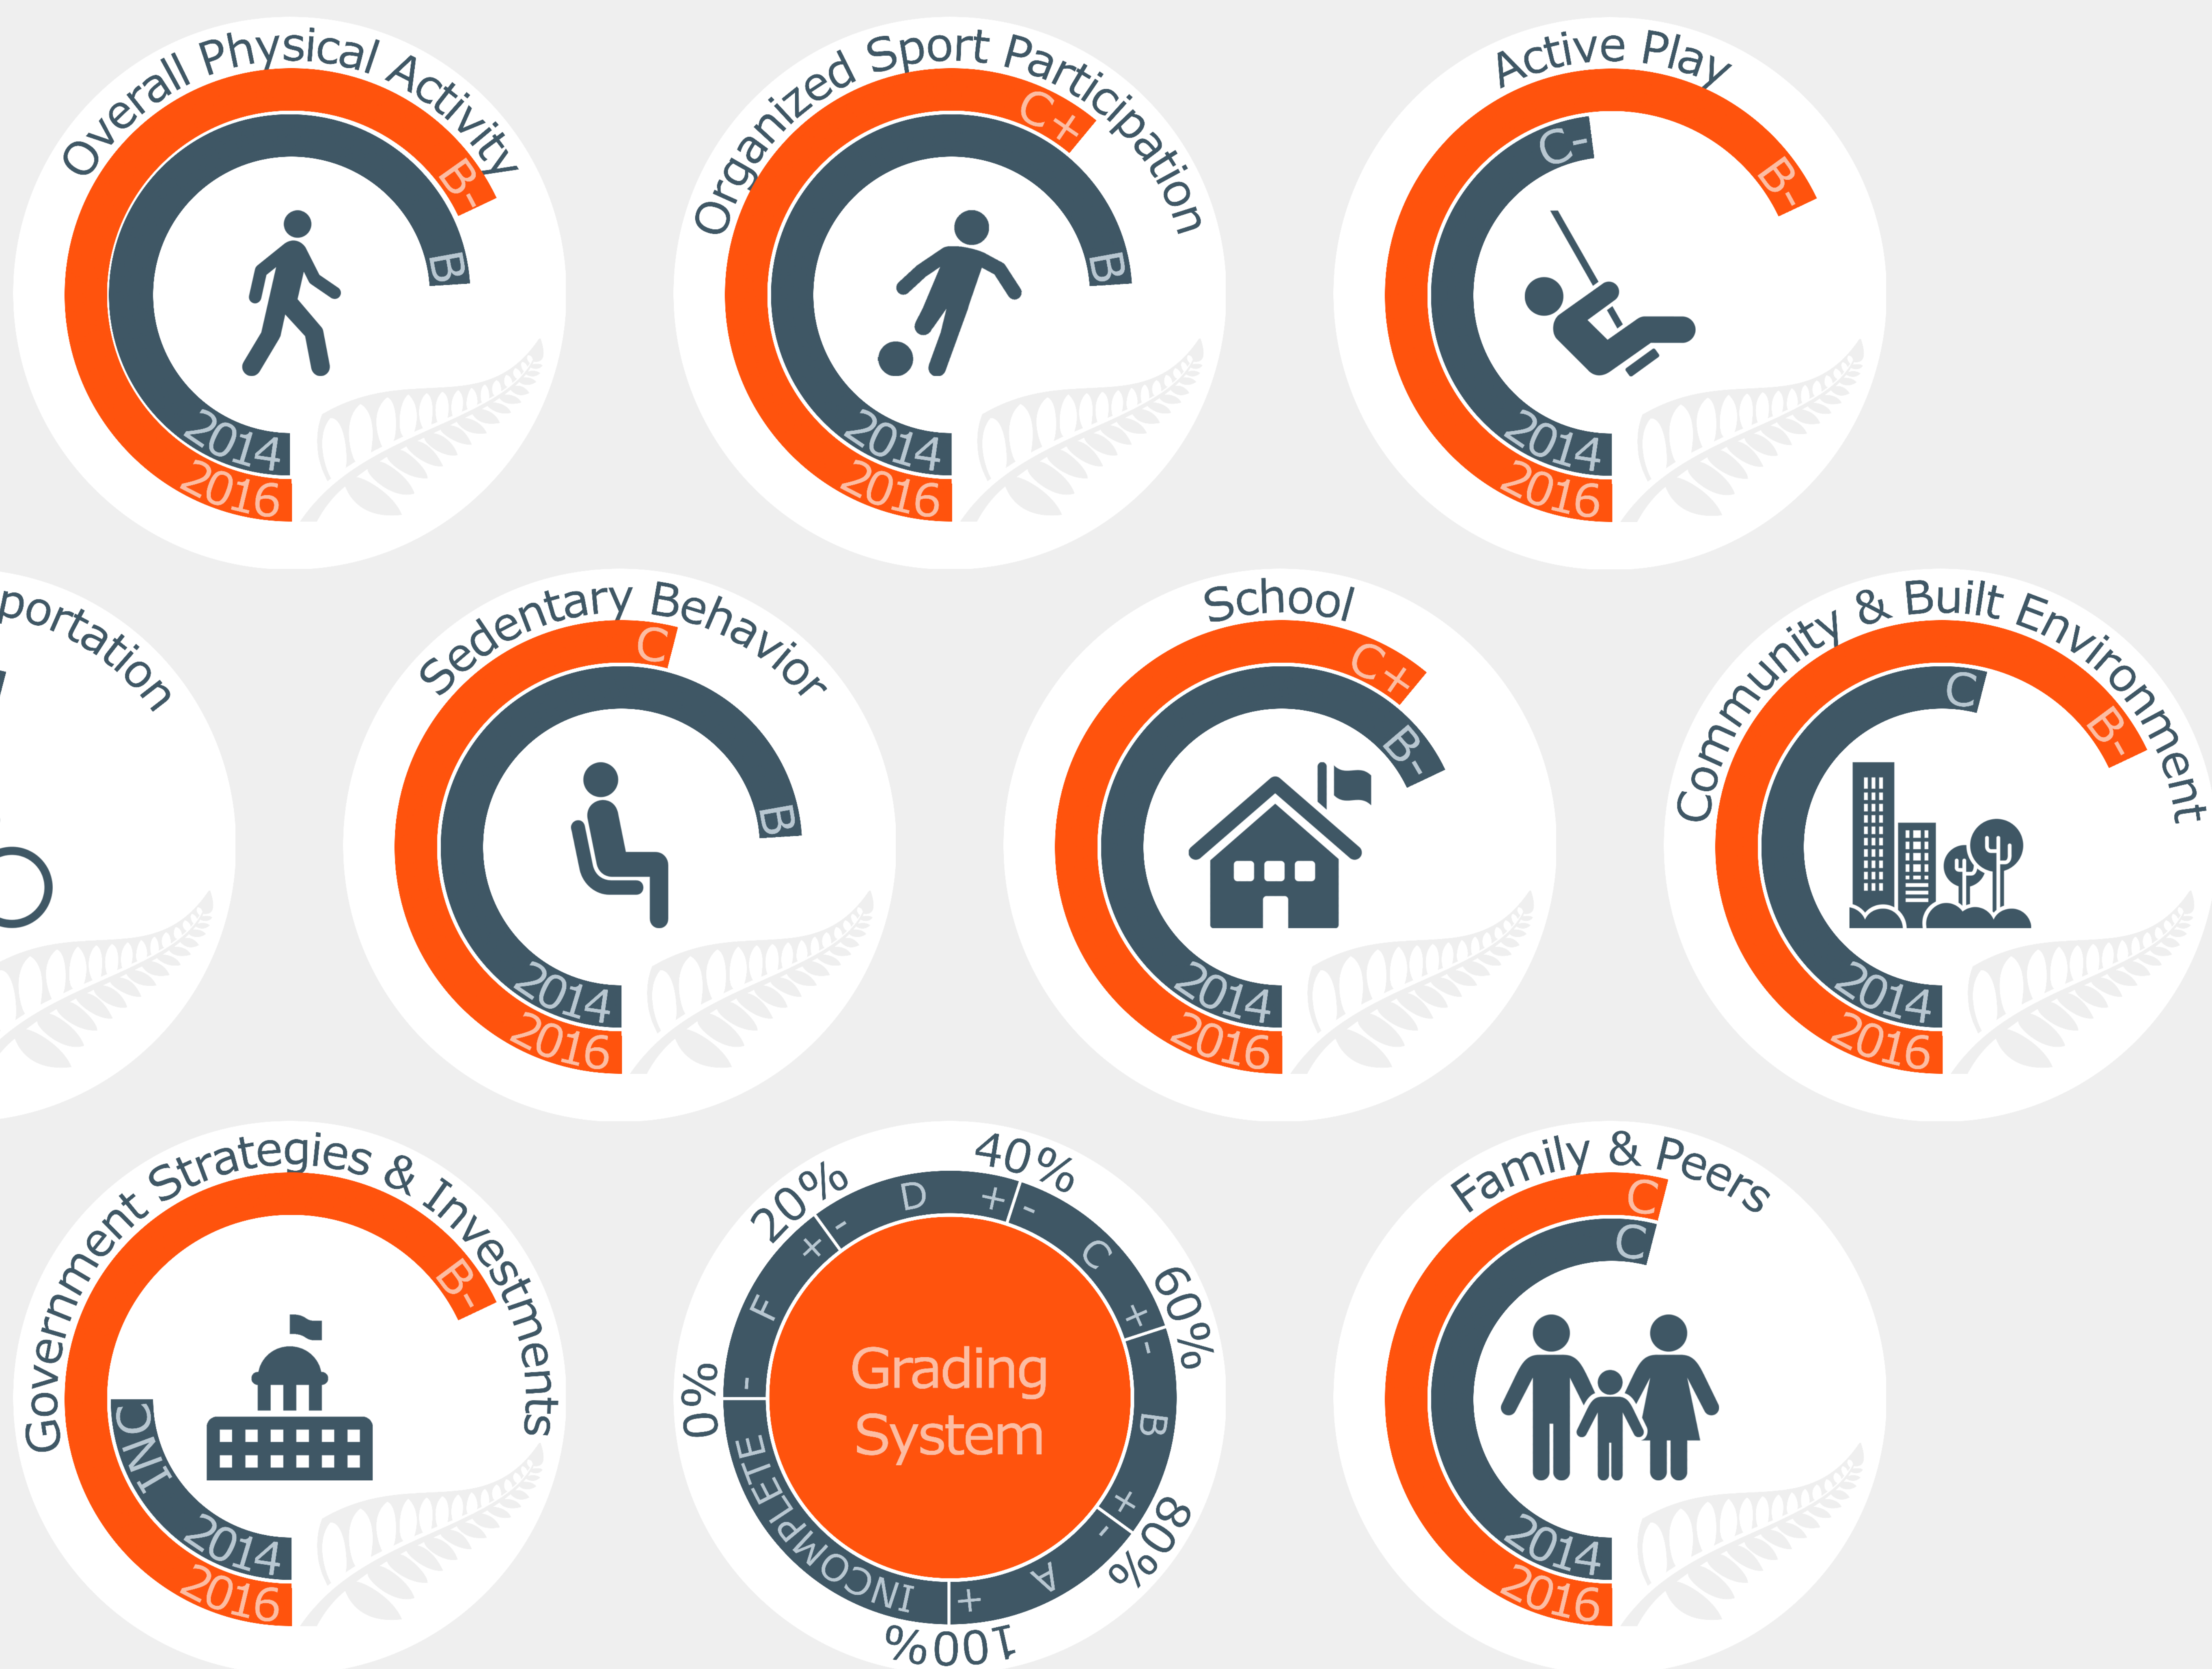 Overall Physical Activity
B-
B
2014
2016
Organized Sport Participation
C+
B
2014
2016
Active Play
B-
C-
2014
2016
portation
Sedentary Behavior
C
B
2014
2016
School
C+
B-
2014
2016
Community & Built Environment
B-
C
2014
2016
Government Strategies & Investments
B-
INC
2014
2016
0%
20%
40%
60%
80%
100%
- F +
- D +
- C +
- B +
- A +
INCOMPLETE
Grading
System
Family & Peers
C
C
2014
2016